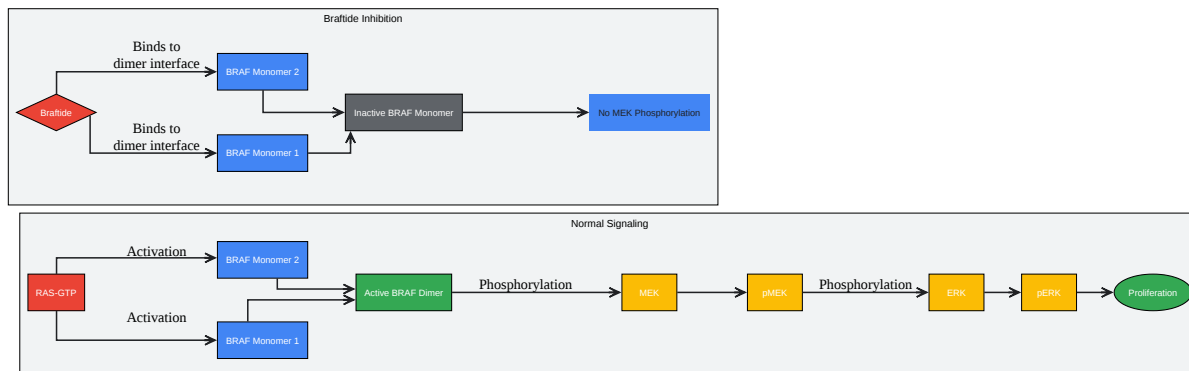 Braftide Inhibition
Binds to
dimer interface
BRAF Monomer 2
Braftide
Inactive BRAF Monomer
No MEK Phosphorylation
Binds to
dimer interface
BRAF Monomer 1
Normal Signaling
Activation
BRAF Monomer 2
RAS-GTP
Active BRAF Dimer
Phosphorylation
MEK
pMEK
Phosphorylation
ERK
pERK
Proliferation
Activation
BRAF Monomer 1